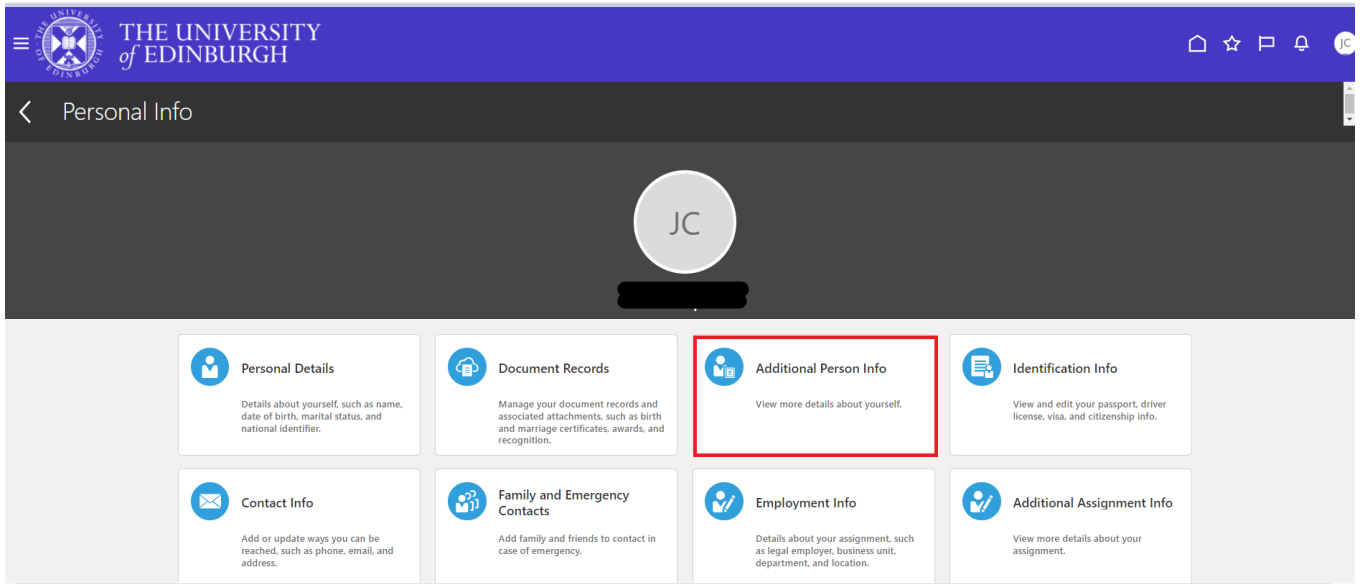 THE UNIVERSITY
of EDINBURGH
JC
Personal Info
JC
Personal Details
Details about yourself, such as name,
date of birth, marital status, and
national identifier.
Document Records
Manage your document records and
associated attachments, such as birth
and marriage certificates, awards, and
recognition.
Additional Person Info
View more details about yourself.
Identification Info
View and edit your passport, driver
license, visa, and citizenship info.
Contact Info
Add or update ways you can be
reached, such as phone, email, and
address.
Family and Emergency
Contacts
Add family and friends to contact in
case of emergency.
Employment Info
Details about your assignment, such
as legal employer, business unit,
department, and location.
Additional Assignment Info
View more details about your
assignment.